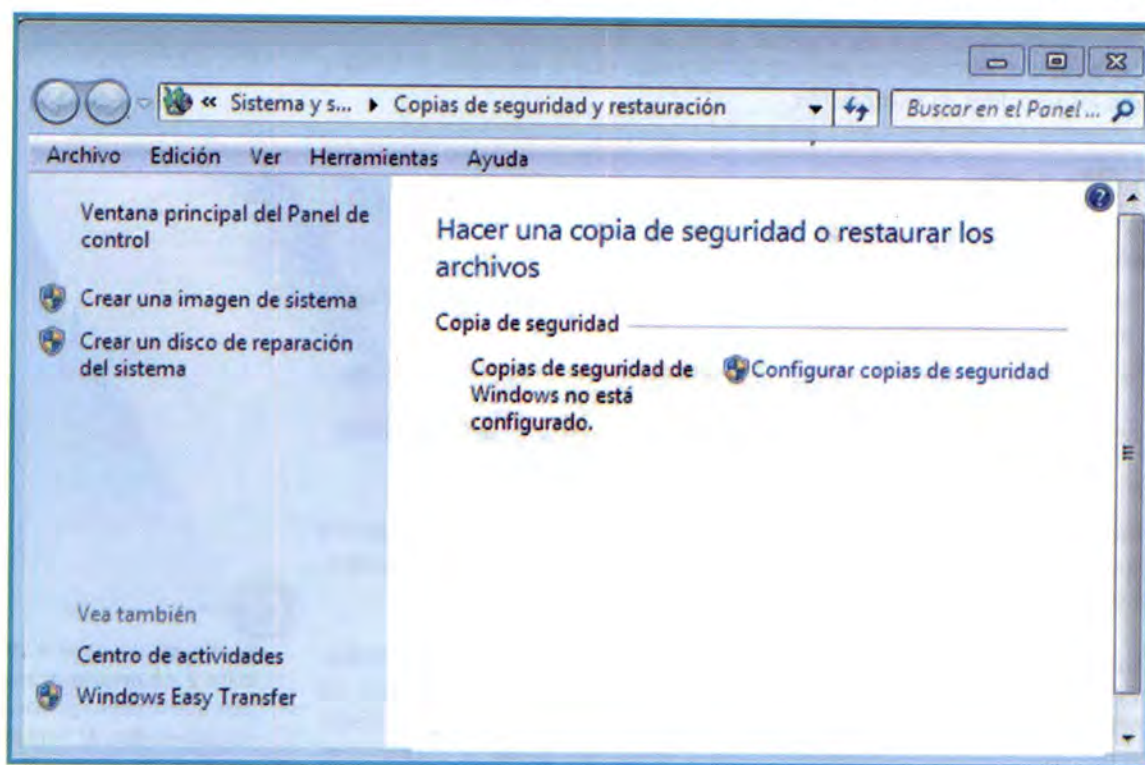 « Sistema y s... ▸ Copias de seguridad y restauración
Buscar en el Panel ...
Archivo Edición Ver Herramientas Ayuda
Ventana principal del Panel de
control
Crear una imagen de sistema
Crear un disco de reparación
del sistema
Vea también
Centro de actividades
Windows Easy Transfer
Hacer una copia de seguridad o restaurar los
archivos
Copia de seguridad
Copias de seguridad de
Windows no está
configurado.
Configurar copias de seguridad